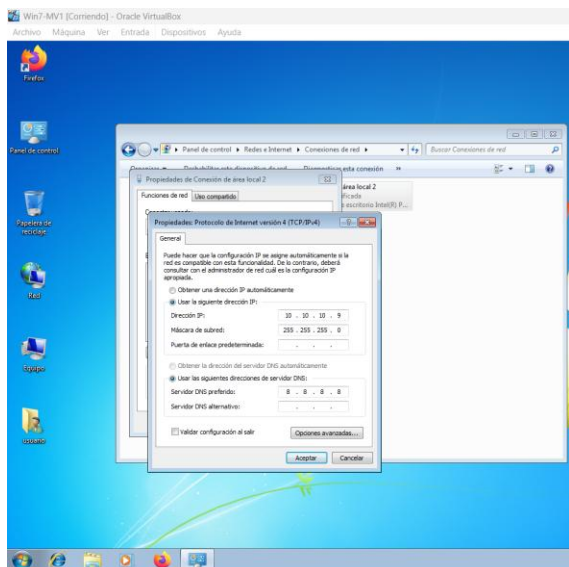 Win7-MV1 [Corriendo] - Oracle VirtualBox
Archivo Máquina Ver Entrada Dispositivos Ayuda
Firefox
Panel de control
Papelera de
reciclaje
Red
Equipo
usuario
Panel de control Redes e Internet Conexiones de red
Buscar Conexiones de red
Organizar
esta conexión »
área local 2
escritorio Intel(R) P...
Propiedades de Conexión de área local 2
Funciones de red Uso compartido
Propiedades: Protocolo de Internet versión 4 (TCP/IPv4)
General
Puede hacer que la configuración IP se asigne automáticamente si la
red es compatible con esta funcionalidad. De lo contrario, deberá
consultar con el administrador de red cuál es la configuración IP
apropiada.
Obtener una dirección IP automáticamente
Usar la siguiente dirección IP:
Dirección IP: 10 . 10 . 10 . 9
Máscara de subred: 255 . 255 . 255 . 0
Puerta de enlace predeterminada: . . .
Obtener la dirección del servidor DNS automáticamente
Usar las siguientes direcciones de servidor DNS:
Servidor DNS preferido: 8 . 8 . 8 . 8
Servidor DNS alternativo: . . .
Validar configuración al salir
Opciones avanzadas...
Aceptar Cancelar